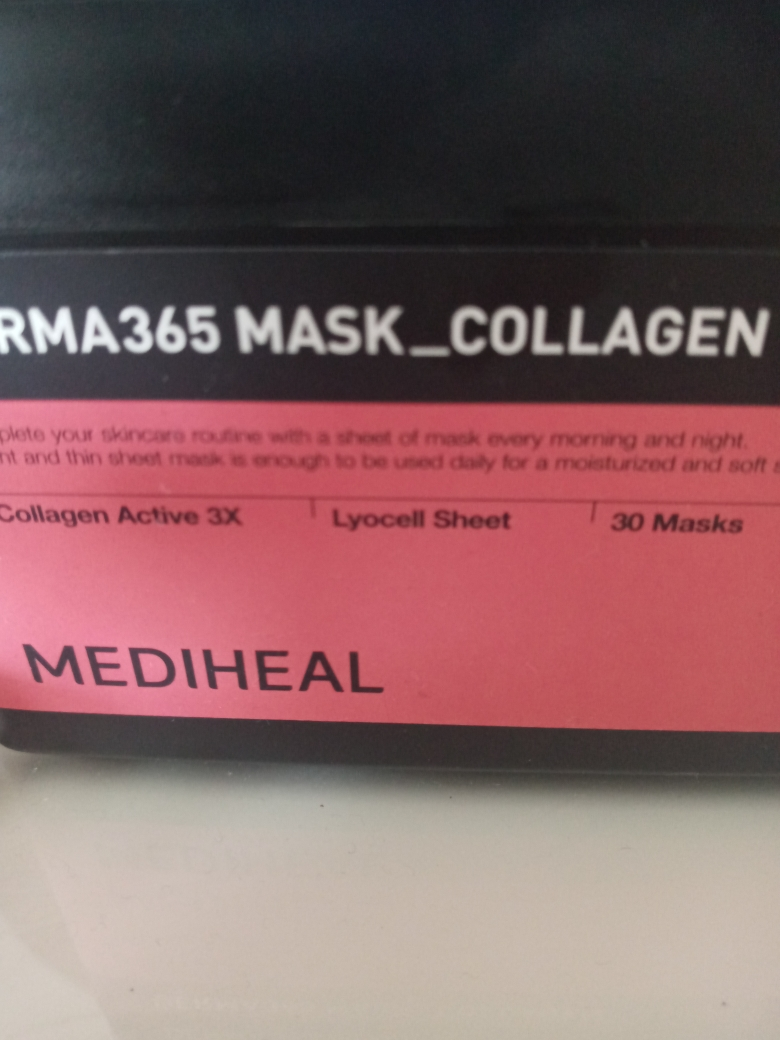 RMA365 MASK_COLLAGEN
plete your skincare routine with a sheet of mask every morning and night.
nt and thin sheet mask is enough to be used daily for a moisturized and soft s
Collagen Active 3X
Lyocell Sheet
30 Masks
MEDIHEAL